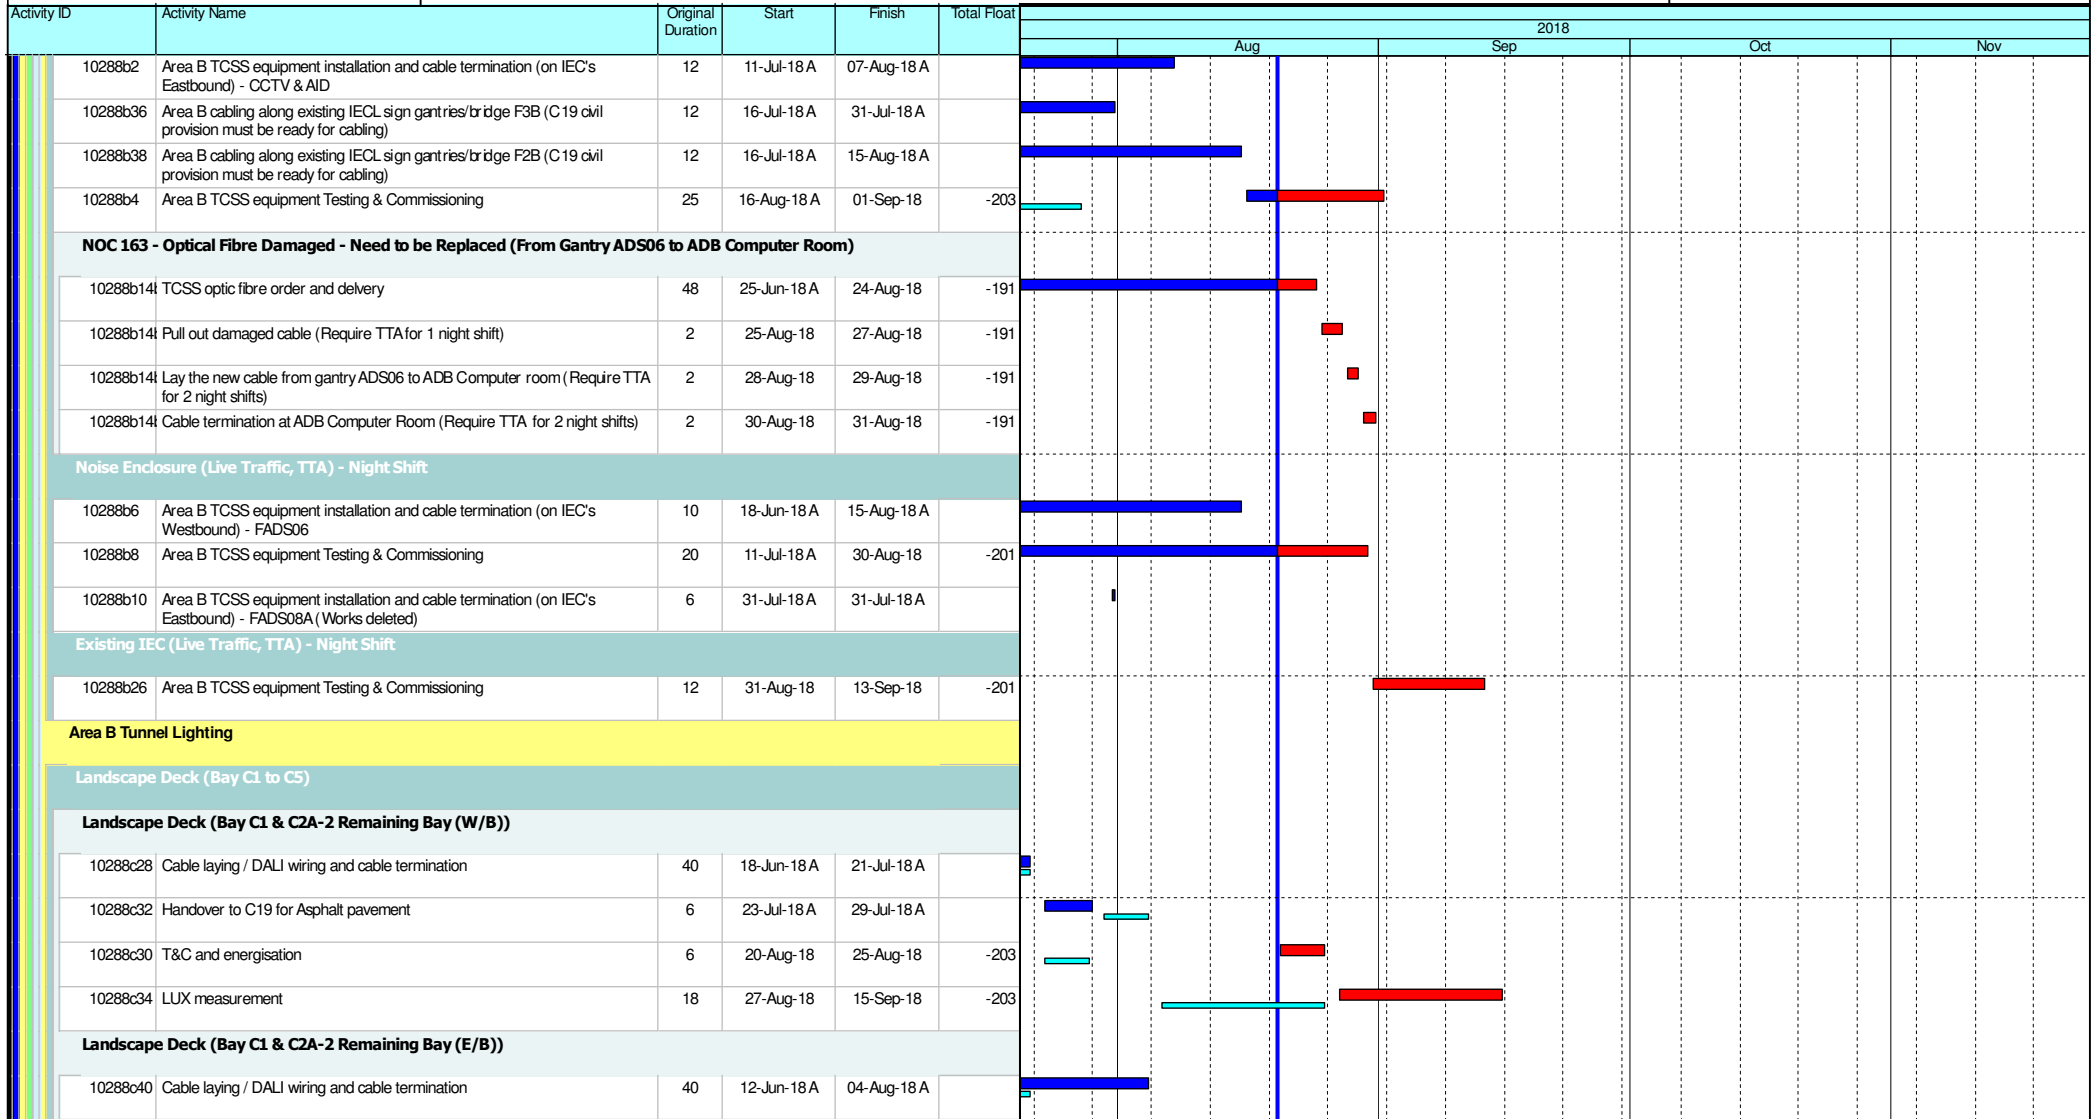 Activity ID Activity Name Original Duration Start Finish Total Float
2018
Aug Sep Oct Nov
10288b2 Area B TCSS equipment installation and cable termination (on IEC's Eastbound) - CCTV & AID 12 11-Jul-18 A 07-Aug-18 A
10288b36 Area B cabling along existing IECL sign gantries/bridge F3B (C19 civil provision must be ready for cabling) 12 16-Jul-18 A 31-Jul-18 A
10288b38 Area B cabling along existing IECL sign gantries/bridge F2B (C19 civil provision must be ready for cabling) 12 16-Jul-18 A 15-Aug-18 A
10288b4 Area B TCSS equipment Testing & Commissioning 25 16-Aug-18 A 01-Sep-18 -203
NOC 163 - Optical Fibre Damaged - Need to be Replaced (From Gantry ADS06 to ADB Computer Room)
10288b14 TCSS optic fibre order and delvery 48 25-Jun-18 A 24-Aug-18 -191
10288b14 Pull out damaged cable (Require TTA for 1 night shift) 2 25-Aug-18 27-Aug-18 -191
10288b14 Lay the new cable from gantry ADS06 to ADB Computer room (Require TTA for 2 night shifts) 2 28-Aug-18 29-Aug-18 -191
10288b14 Cable termination at ADB Computer Room (Require TTA for 2 night shifts) 2 30-Aug-18 31-Aug-18 -191
Noise Enclosure (Live Traffic, TTA) - Night Shift
10288b6 Area B TCSS equipment installation and cable termination (on IEC's Westbound) - FADS06 10 18-Jun-18 A 15-Aug-18 A
10288b8 Area B TCSS equipment Testing & Commissioning 20 11-Jul-18 A 30-Aug-18 -201
10288b10 Area B TCSS equipment installation and cable termination (on IEC's Eastbound) - FADS08A (Works deleted) 6 31-Jul-18 A 31-Jul-18 A
Existing IEC (Live Traffic, TTA) - Night Shift
10288b26 Area B TCSS equipment Testing & Commissioning 12 31-Aug-18 13-Sep-18 -201
Area B Tunnel Lighting
Landscape Deck (Bay C1 to C5)
Landscape Deck (Bay C1 & C2A-2 Remaining Bay (W/B))
10288c28 Cable laying / DALI wiring and cable termination 40 18-Jun-18 A 21-Jul-18 A
10288c32 Handover to C19 for Asphalt pavement 6 23-Jul-18 A 29-Jul-18 A
10288c30 T&C and energisation 6 20-Aug-18 25-Aug-18 -203
10288c34 LUX measurement 18 27-Aug-18 15-Sep-18 -203
Landscape Deck (Bay C1 & C2A-2 Remaining Bay (E/B))
10288c40 Cable laying / DALI wiring and cable termination 40 12-Jun-18 A 04-Aug-18 A